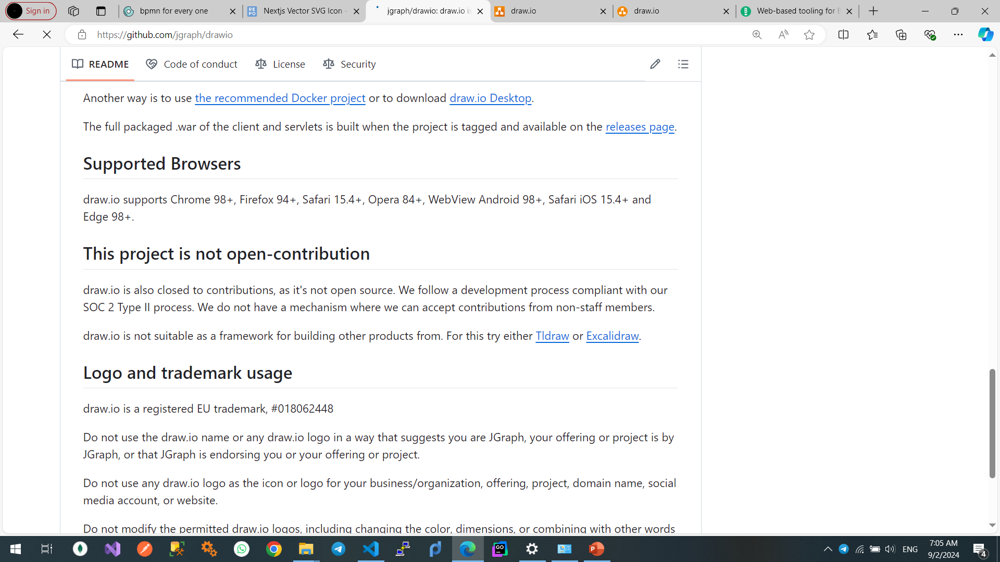 Sign in
bpmn for every one
Nextjs Vector SVG Icon -
jgraph/drawio: draw.io is
draw.io
draw.io
Web-based tooling for B
https://github.com/jgraph/drawio
README
Code of conduct
License
Security
Another way is to use the recommended Docker project or to download draw.io Desktop.
The full packaged .war of the client and servlets is built when the project is tagged and available on the releases page.
Supported Browsers
draw.io supports Chrome 98+, Firefox 94+, Safari 15.4+, Opera 84+, WebView Android 98+, Safari iOS 15.4+ and
Edge 98+.
This project is not open-contribution
draw.io is also closed to contributions, as it's not open source. We follow a development process compliant with our
SOC 2 Type II process. We do not have a mechanism where we can accept contributions from non-staff members.
draw.io is not suitable as a framework for building other products from. For this try either Tldraw or Excalidraw.
Logo and trademark usage
draw.io is a registered EU trademark, #018062448
Do not use the draw.io name or any draw.io logo in a way that suggests you are JGraph, your offering or project is by
JGraph, or that JGraph is endorsing you or your offering or project.
Do not use any draw.io logo as the icon or logo for your business/organization, offering, project, domain name, social
media account, or website.
Do not modify the permitted draw.io logos, including changing the color, dimensions, or combining with other words
ENG
7:05 AM
9/2/2024
4